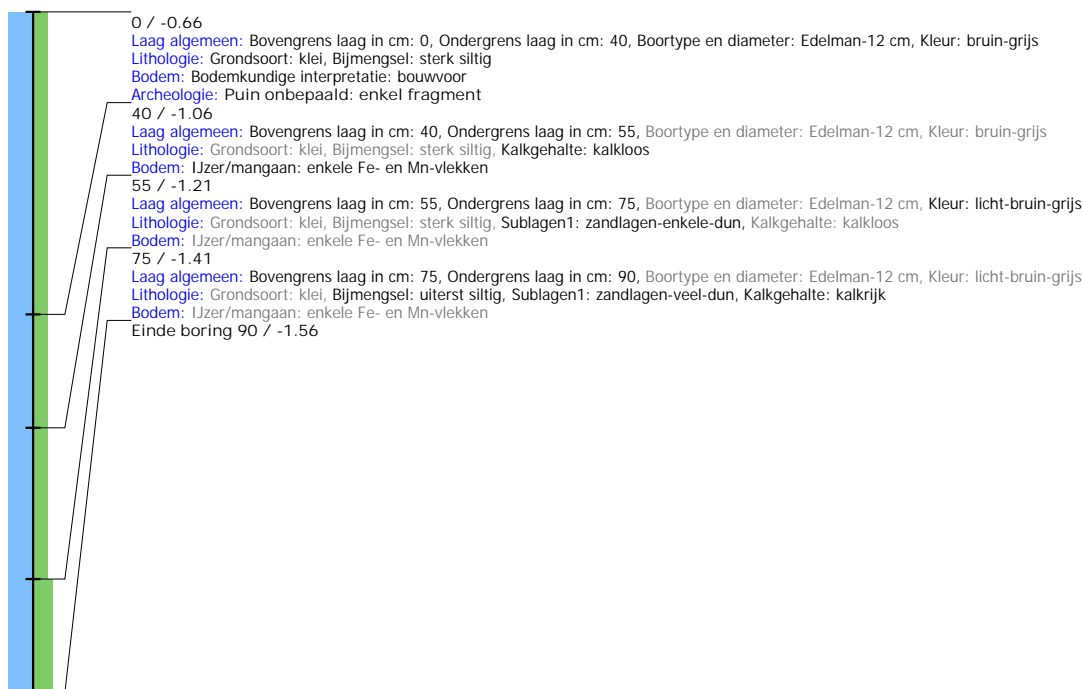 0 / -0.66
Laag algemeen: Bovengrens laag in cm: 0, Ondergrens laag in cm: 40, Boortype en diameter: Edelman-12 cm, Kleur: bruin-grijs
Lithologie: Grondsoort: klei, Bijmengsel: sterk siltig
Bodem: Bodemkundige interpretatie: bouwvoor
Archeologie: Puin onbepaald: enkel fragment
40 / -1.06
Laag algemeen: Bovengrens laag in cm: 40, Ondergrens laag in cm: 55, Boortype en diameter: Edelman-12 cm, Kleur: bruin-grijs
Lithologie: Grondsoort: klei, Bijmengsel: sterk siltig, Kalkgehalte: kalkloos
Bodem: IJzer/mangaan: enkele Fe- en Mn-vlekken
55 / -1.21
Laag algemeen: Bovengrens laag in cm: 55, Ondergrens laag in cm: 75, Boortype en diameter: Edelman-12 cm, Kleur: licht-bruin-grijs
Lithologie: Grondsoort: klei, Bijmengsel: sterk siltig, Sublagen1: zandlagen-enkele-dun, Kalkgehalte: kalkloos
Bodem: IJzer/mangaan: enkele Fe- en Mn-vlekken
75 / -1.41
Laag algemeen: Bovengrens laag in cm: 75, Ondergrens laag in cm: 90, Boortype en diameter: Edelman-12 cm, Kleur: licht-bruin-grijs
Lithologie: Grondsoort: klei, Bijmengsel: uiterst siltig, Sublagen1: zandlagen-veel-dun, Kalkgehalte: kalkrijk
Bodem: IJzer/mangaan: enkele Fe- en Mn-vlekken
Einde boring 90 / -1.56